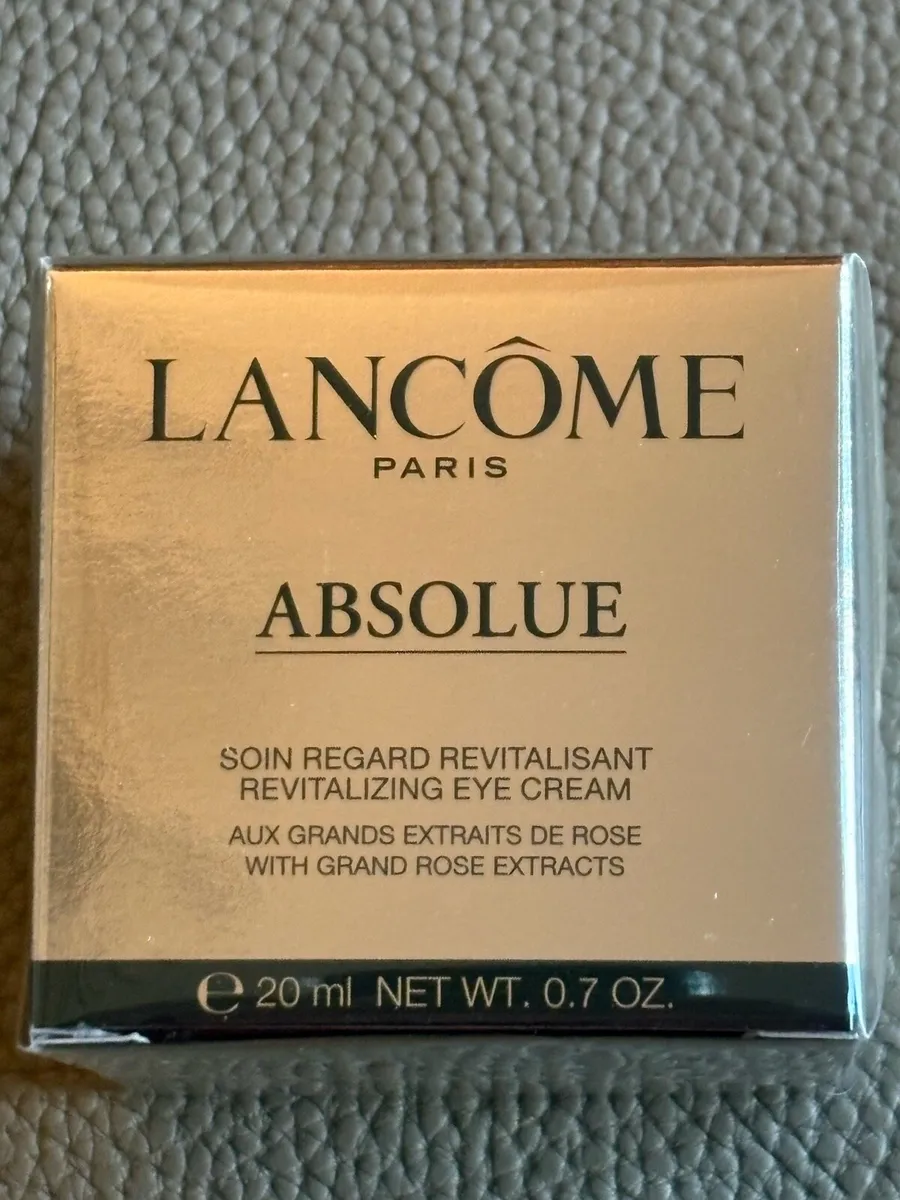 LANCÔME
PARIS
ABSOLUE
SOIN REGARD REVITALISANT
REVITALIZING EYE CREAM
AUX GRANDS EXTRAITS DE ROSE
WITH GRAND ROSE EXTRACTS
℮ 20 ml NET WT. 0.7 OZ.